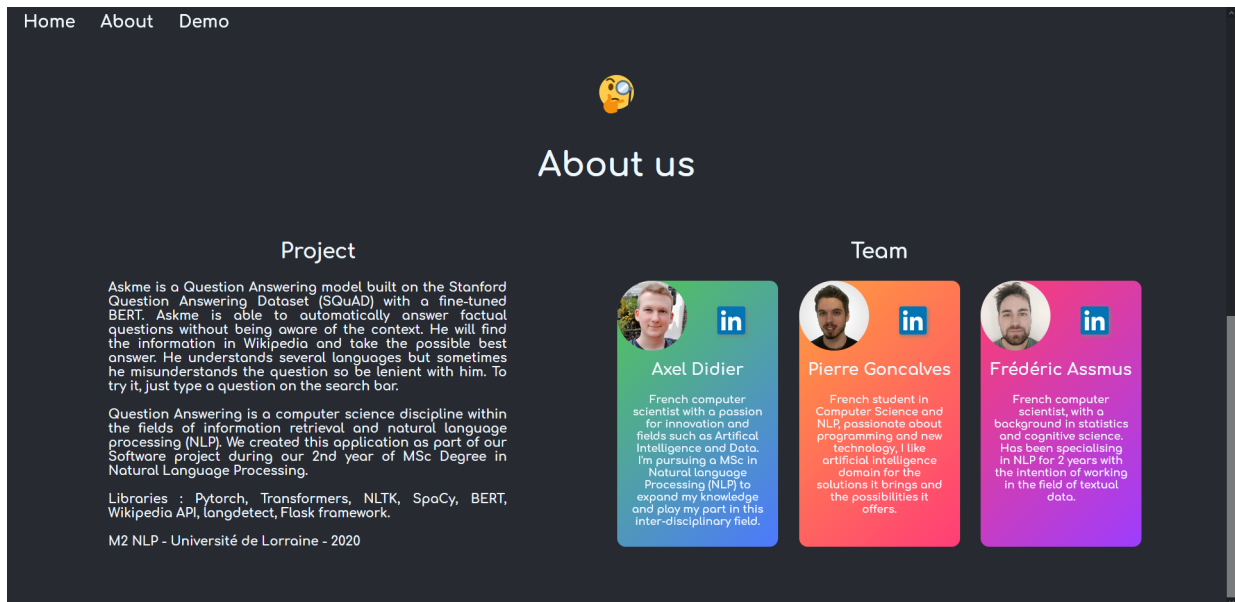 Home About Demo
About us
Project
Askme is a Question Answering model built on the Stanford
Question Answering Dataset (SQuAD) with a fine-tuned
BERT. Askme is able to automatically answer factual
questions without being aware of the context. He will find
the information in Wikipedia and take the possible best
answer. He understands several languages but sometimes
he misunderstands the question so be lenient with him. To
try it, just type a question on the search bar.
Question Answering is a computer science discipline within
the fields of information retrieval and natural language
processing (NLP). We created this application as part of our
Software project during our 2nd year of MSc Degree in
Natural Language Processing.
Libraries : Pytorch, Transformers, NLTK, SpaCy, BERT,
Wikipedia API, langdetect, Flask framework.
M2 NLP - Université de Lorraine - 2020
Team
in
Axel Didier
French computer
scientist with a passion
for innovation and
fields such as Artifical
Intelligence and Data.
I'm pursuing a MSc in
Natural language
Processing (NLP) to
expand my knowledge
and play my part in this
inter-disciplinary field.
in
Pierre Goncalves
French student in
Computer Science and
NLP, passionate about
programming and new
technology, I like
artificial intelligence
domain for the
solutions it brings and
the possibilities it
offers.
in
Frédéric Assmus
French computer
scientist, with a
background in statistics
and cognitive science.
Has been specialising
in NLP for 2 years with
the intention of working
in the field of textual
data.